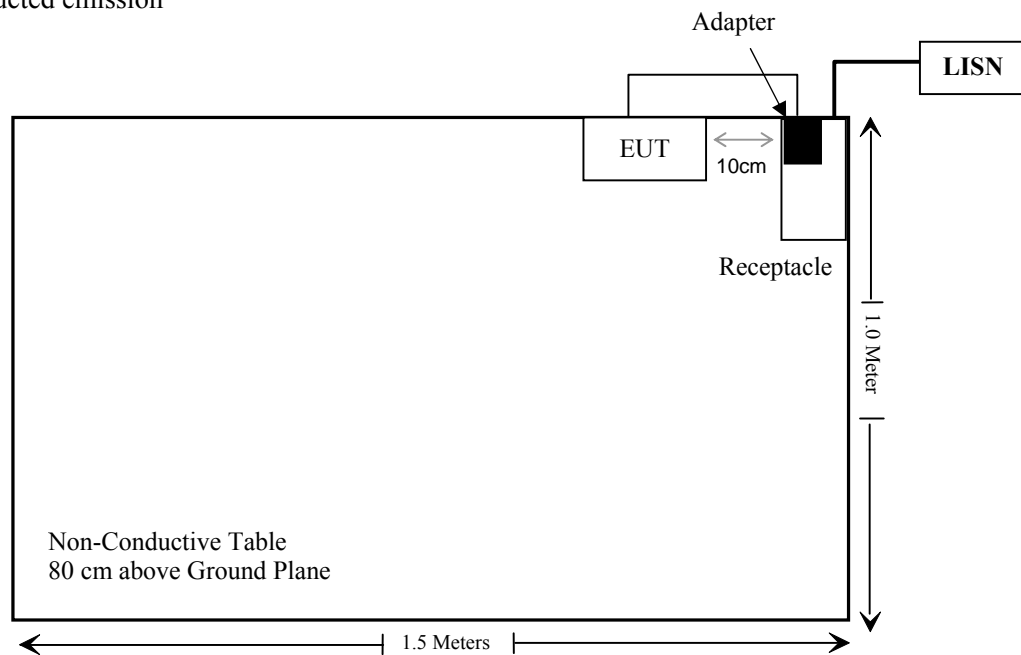 Adapter
LISN
EUT
10cm
Receptacle
1.0 Meter
Non-Conductive Table
80 cm above Ground Plane
1.5 Meters